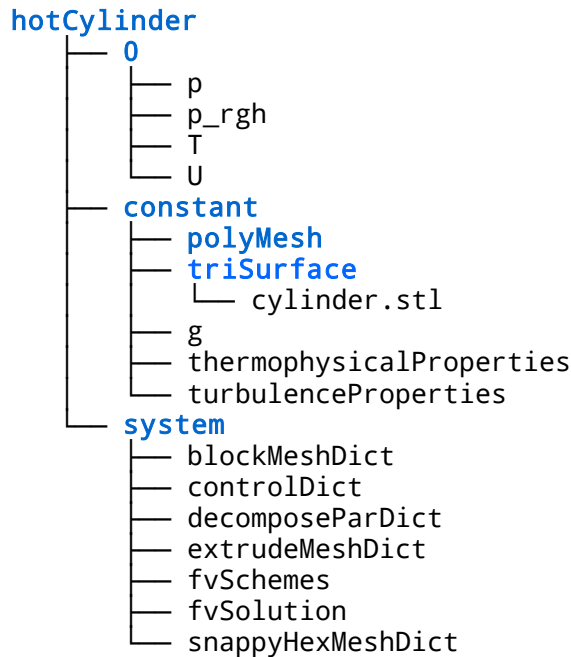 hotCylinder
0
p
p_rgh
T
U
constant
polyMesh
triSurface
cylinder.stl
g
thermophysicalProperties
turbulenceProperties
system
blockMeshDict
controlDict
decomposeParDict
extrudeMeshDict
fvSchemes
fvSolution
snappyHexMeshDict